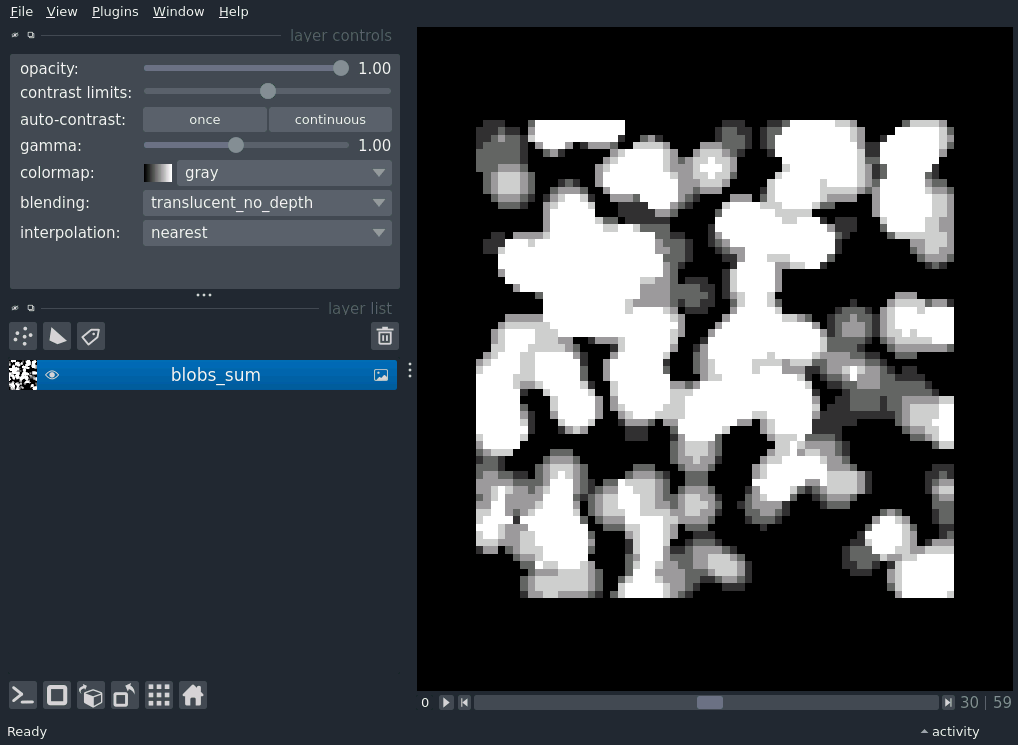 File View Plugins Window Help
layer controls
opacity: 1.00
contrast limits:
auto-contrast: once continuous
gamma: 1.00
colormap: gray
blending: translucent_no_depth
interpolation: nearest
layer list
blobs_sum
0 30 | 59
Ready activity